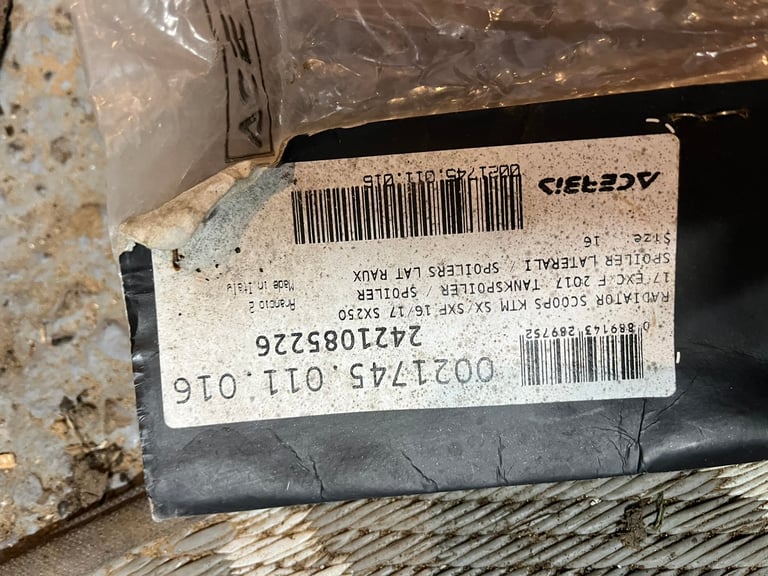 0021745.011.016
0 889143 289752
2421085226
RADIATOR SCOOPS KTM SX/SXF 16/17 SX250
17 EXC F 2017 TANKSPOILER / SPOILER
SPOILER LATERALI / SPOILERS LAT RAUX
Arancio 2
Made in Italy
Size 16
ACERBIS
0021745.011.016
ACE